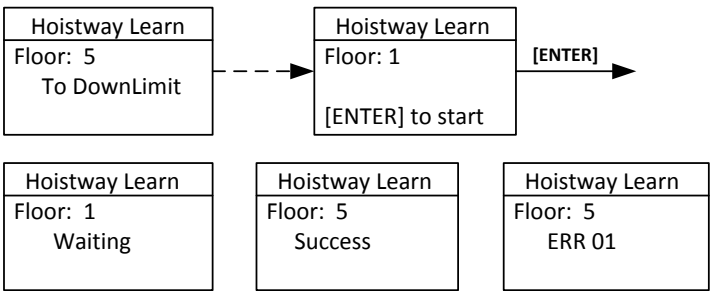 Hoistway Learn
Floor: 5
To DownLimit
Hoistway Learn
Floor: 1
[ENTER] to start
[ENTER]
Hoistway Learn
Floor: 1
Waiting
Hoistway Learn
Floor: 5
Success
Hoistway Learn
Floor: 5
ERR 01